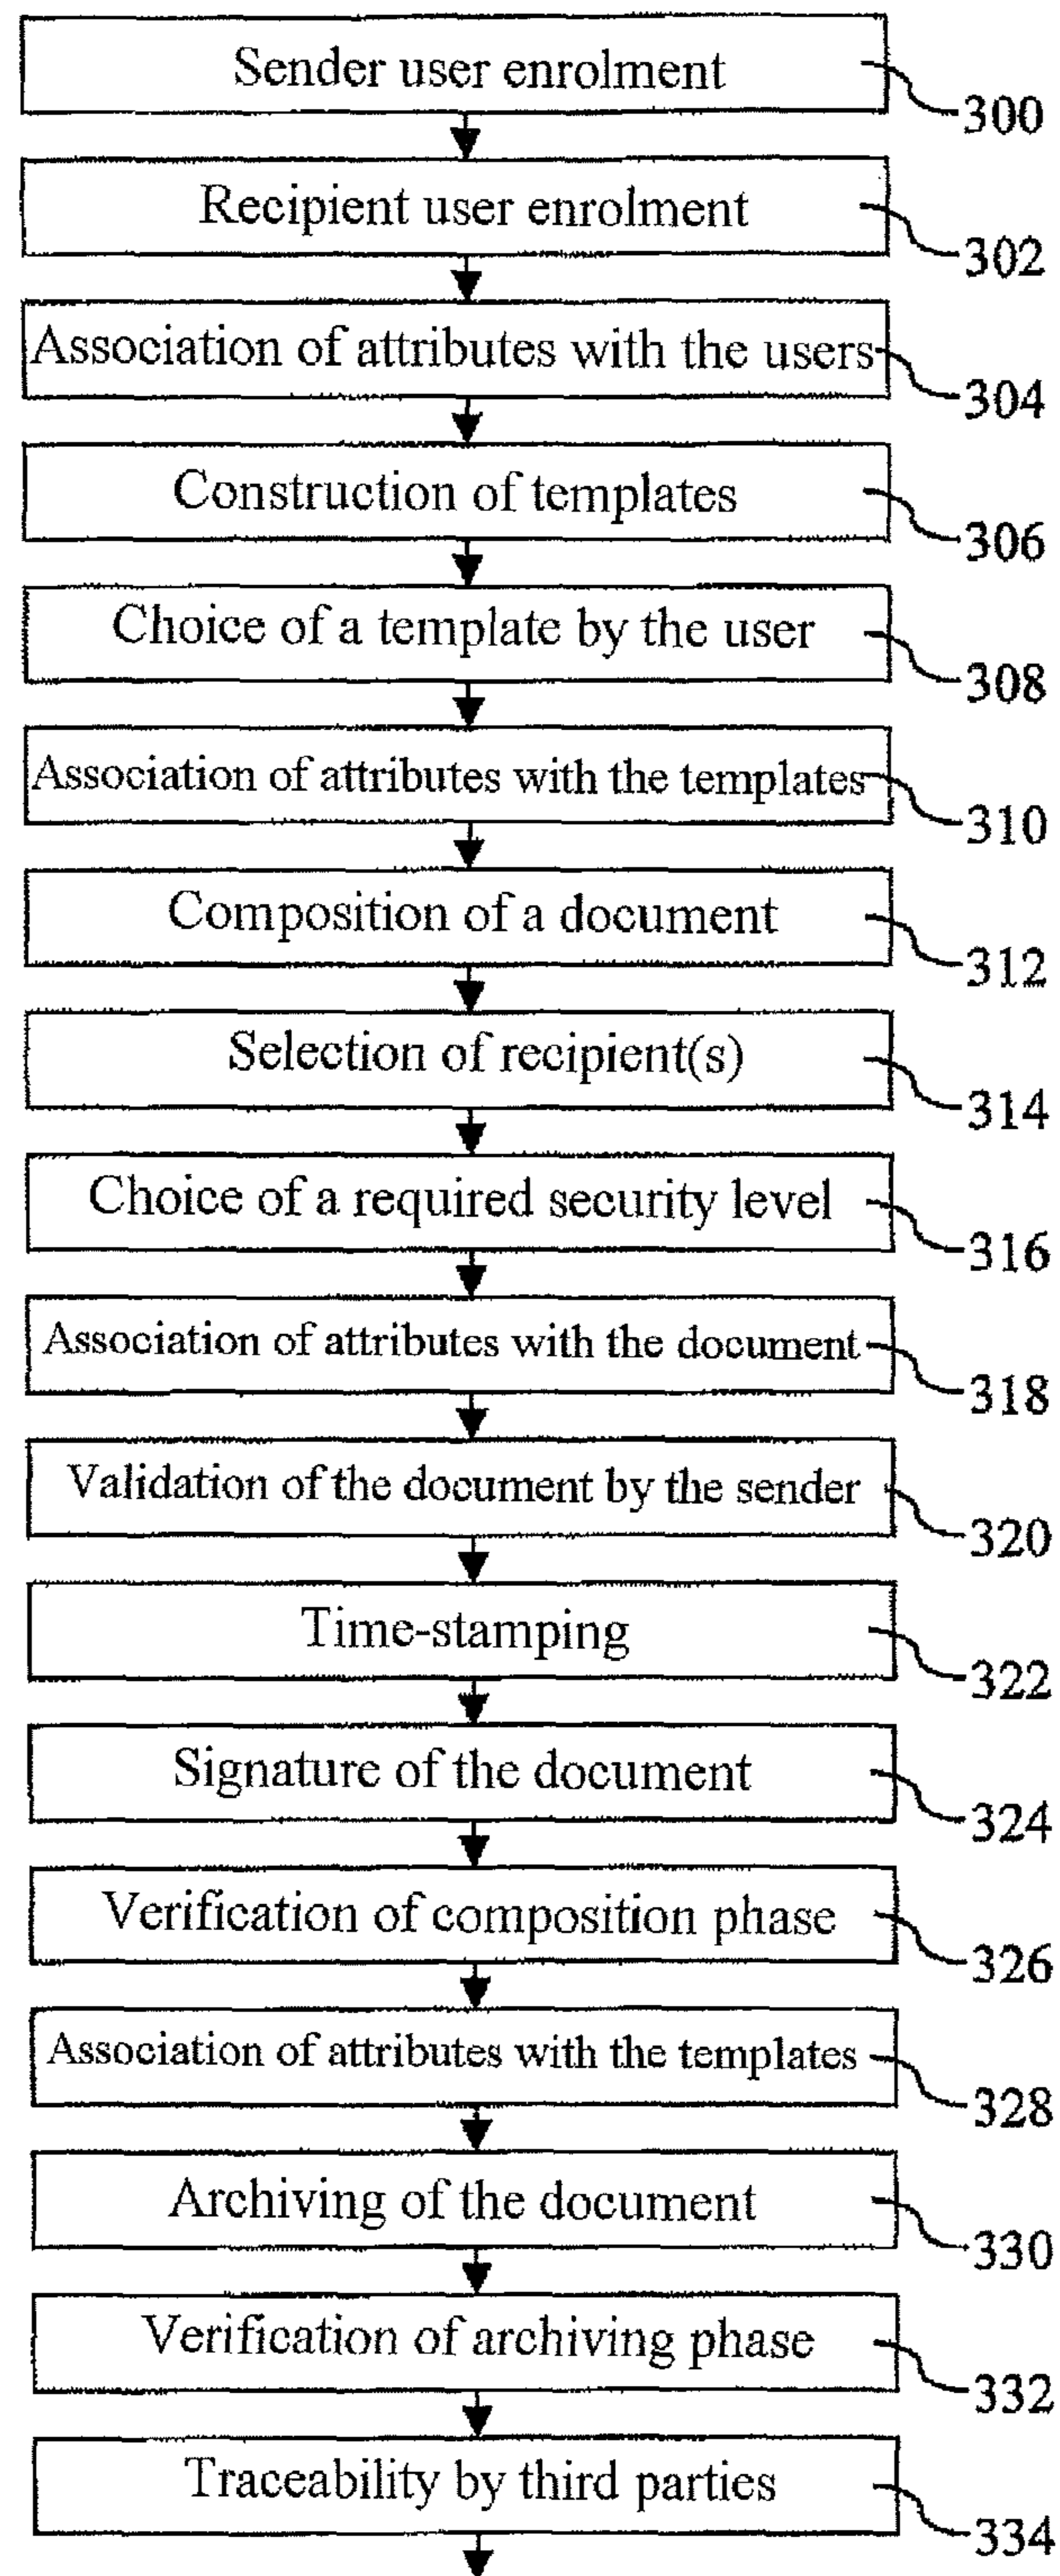 Sender user enrolment
300
Recipient user enrolment
302
Association of attributes with the users
304
Construction of templates
306
Choice of a template by the user
308
Association of attributes with the templates
310
Composition of a document
312
Selection of recipient(s)
314
Choice of a required security level
316
Association of attributes with the document
318
Validation of the document by the sender
320
Time-stamping
322
Signature of the document
324
Verification of composition phase
326
Association of attributes with the templates
328
Archiving of the document
330
Verification of archiving phase
332
Traceability by third parties
334